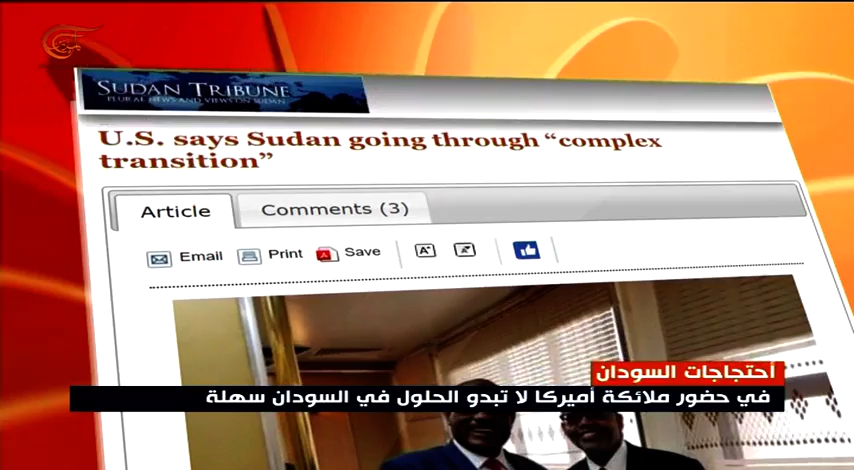 SUDAN TRIBUNE
PLURAL NEWS AND VIEWS ON SUDAN
U.S. says Sudan going through “complex
transition”
Article
Comments (3)
Email
Print
Save
أحتجاجات السودان
في حضور ملائكة أميركا لا تبدو الحلول في السودان سهلة